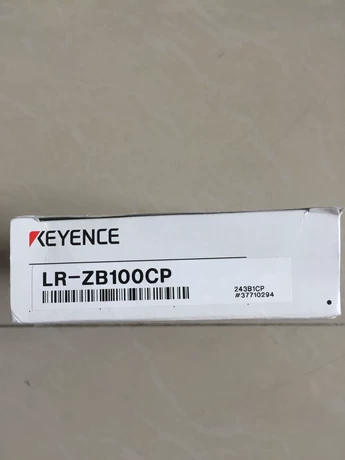 KEYENCE
LR-ZB100CP
243B1CP
#37710294